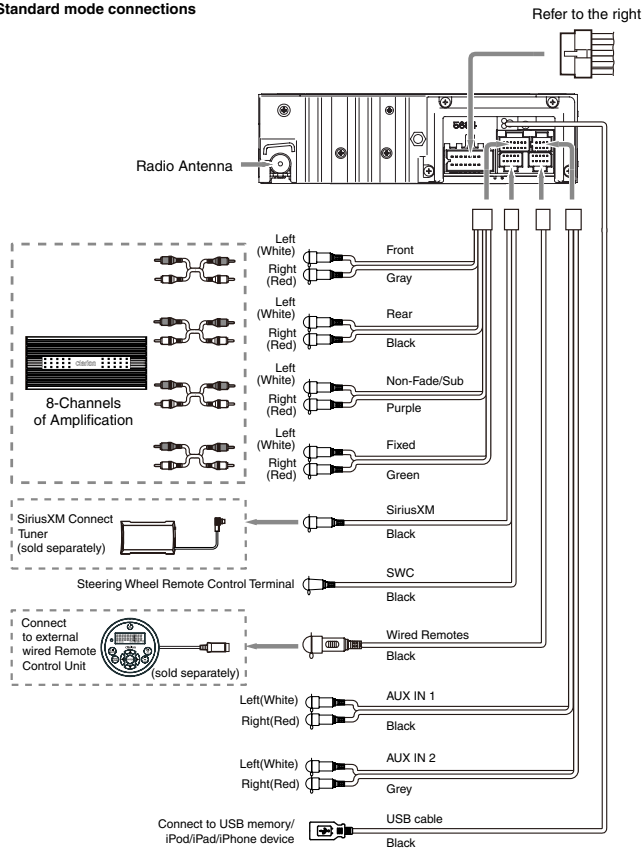 Standard mode connections
Refer to the right
Radio Antenna
Left
(White)
Front
Right
(Red)
Gray
Left
(White)
Rear
Right
(Red)
Black
clarion
8-Channels
of Amplification
Left
(White)
Non-Fade/Sub
Right
(Red)
Purple
Left
(White)
Fixed
Right
(Red)
Green
SiriusXM Connect
Tuner
(sold separately)
SiriusXM
Black
Steering Wheel Remote Control Terminal
SWC
Black
Connect
to external
wired Remote
Control Unit
(sold separately)
Wired Remotes
Black
Left(White)
AUX IN 1
Right(Red)
Black
Left(White)
AUX IN 2
Right(Red)
Grey
Connect to USB memory/
iPod/iPad/iPhone device
USB cable
Black